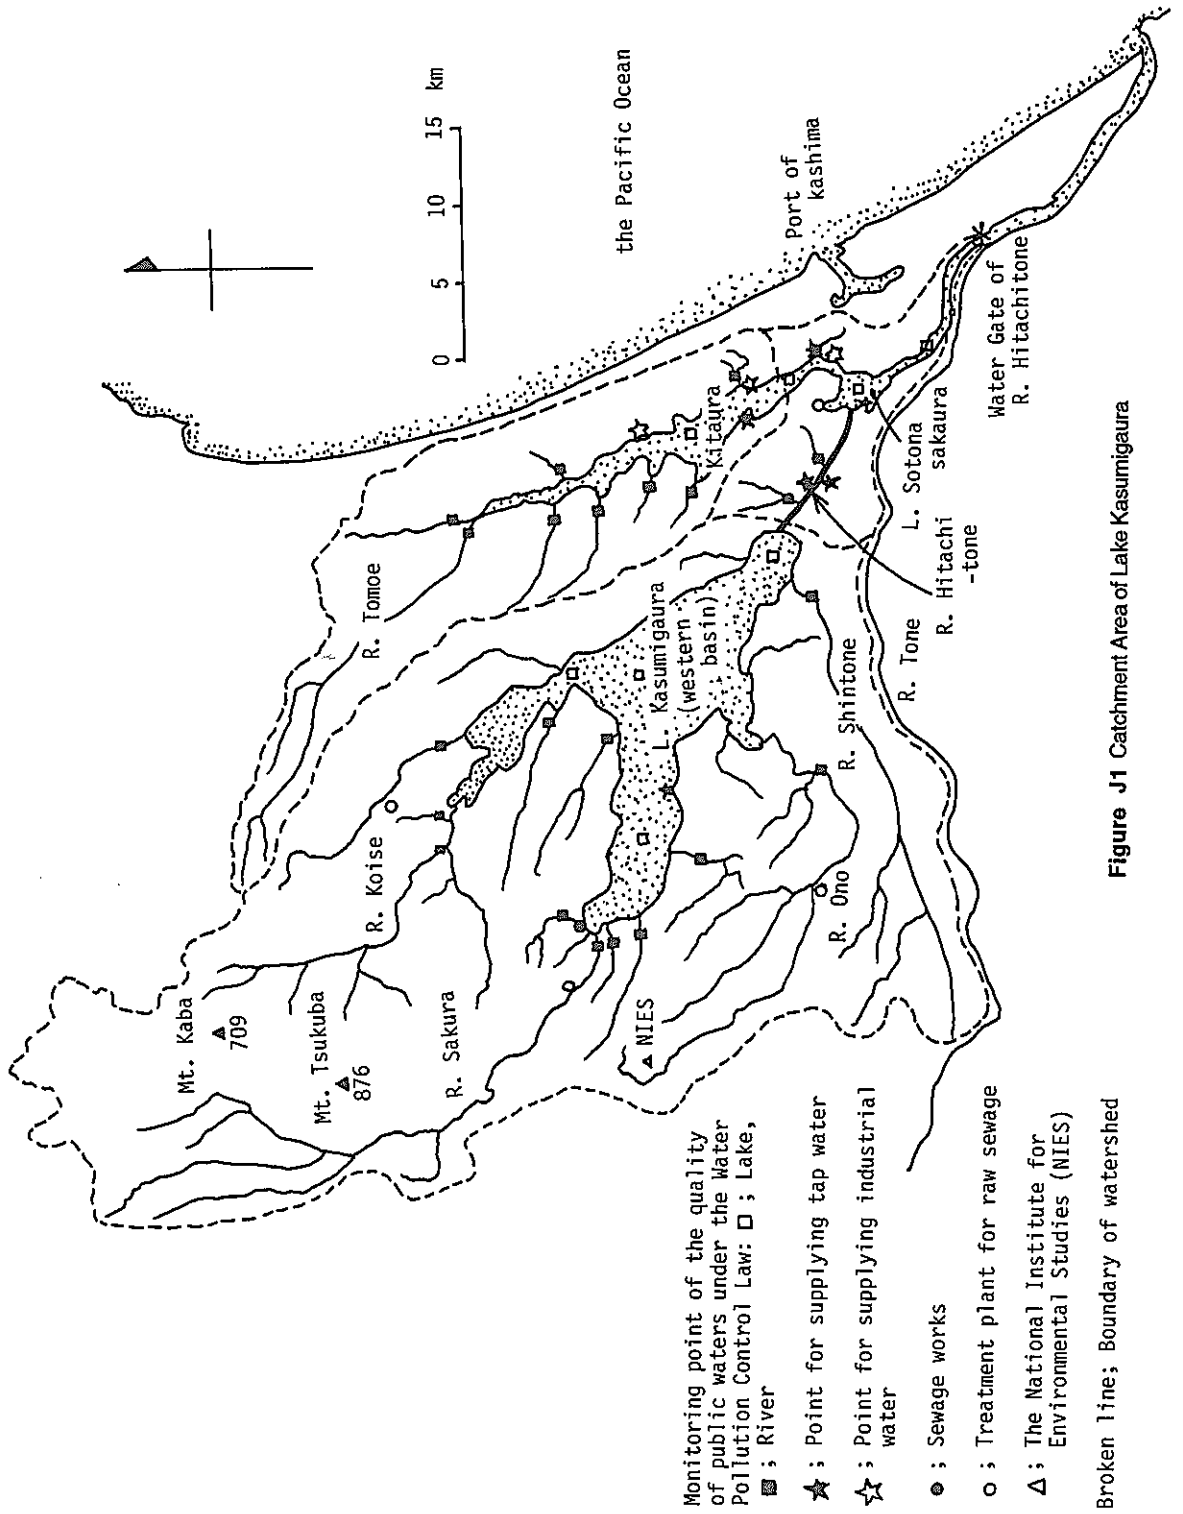 0 5 10 15 km
the Pacific Ocean
Port of
kashima
Water Gate of
R. Hitachitone
Kitaura
L. Sotona
sakaura
R. Hitachi
-tone
R. Tomoe
L. Kasumigaura
(western
basin)
R. Tone
R. Shintone
R. Koise
R. Ono
Mt. Kaba
709
Mt. Tsukuba
876
R. Sakura
NIES
Monitoring point of the quality
of public waters under the Water
Pollution Control Law: □ ; Lake,
■ ; River
★ ; Point for supplying tap water
☆ ; Point for supplying industrial
water
● ; Sewage works
○ ; Treatment plant for raw sewage
△ ; The National Institute for
Environmental Studies (NIES)
Broken line; Boundary of watershed
Figure J1 Catchment Area of Lake Kasumigaura